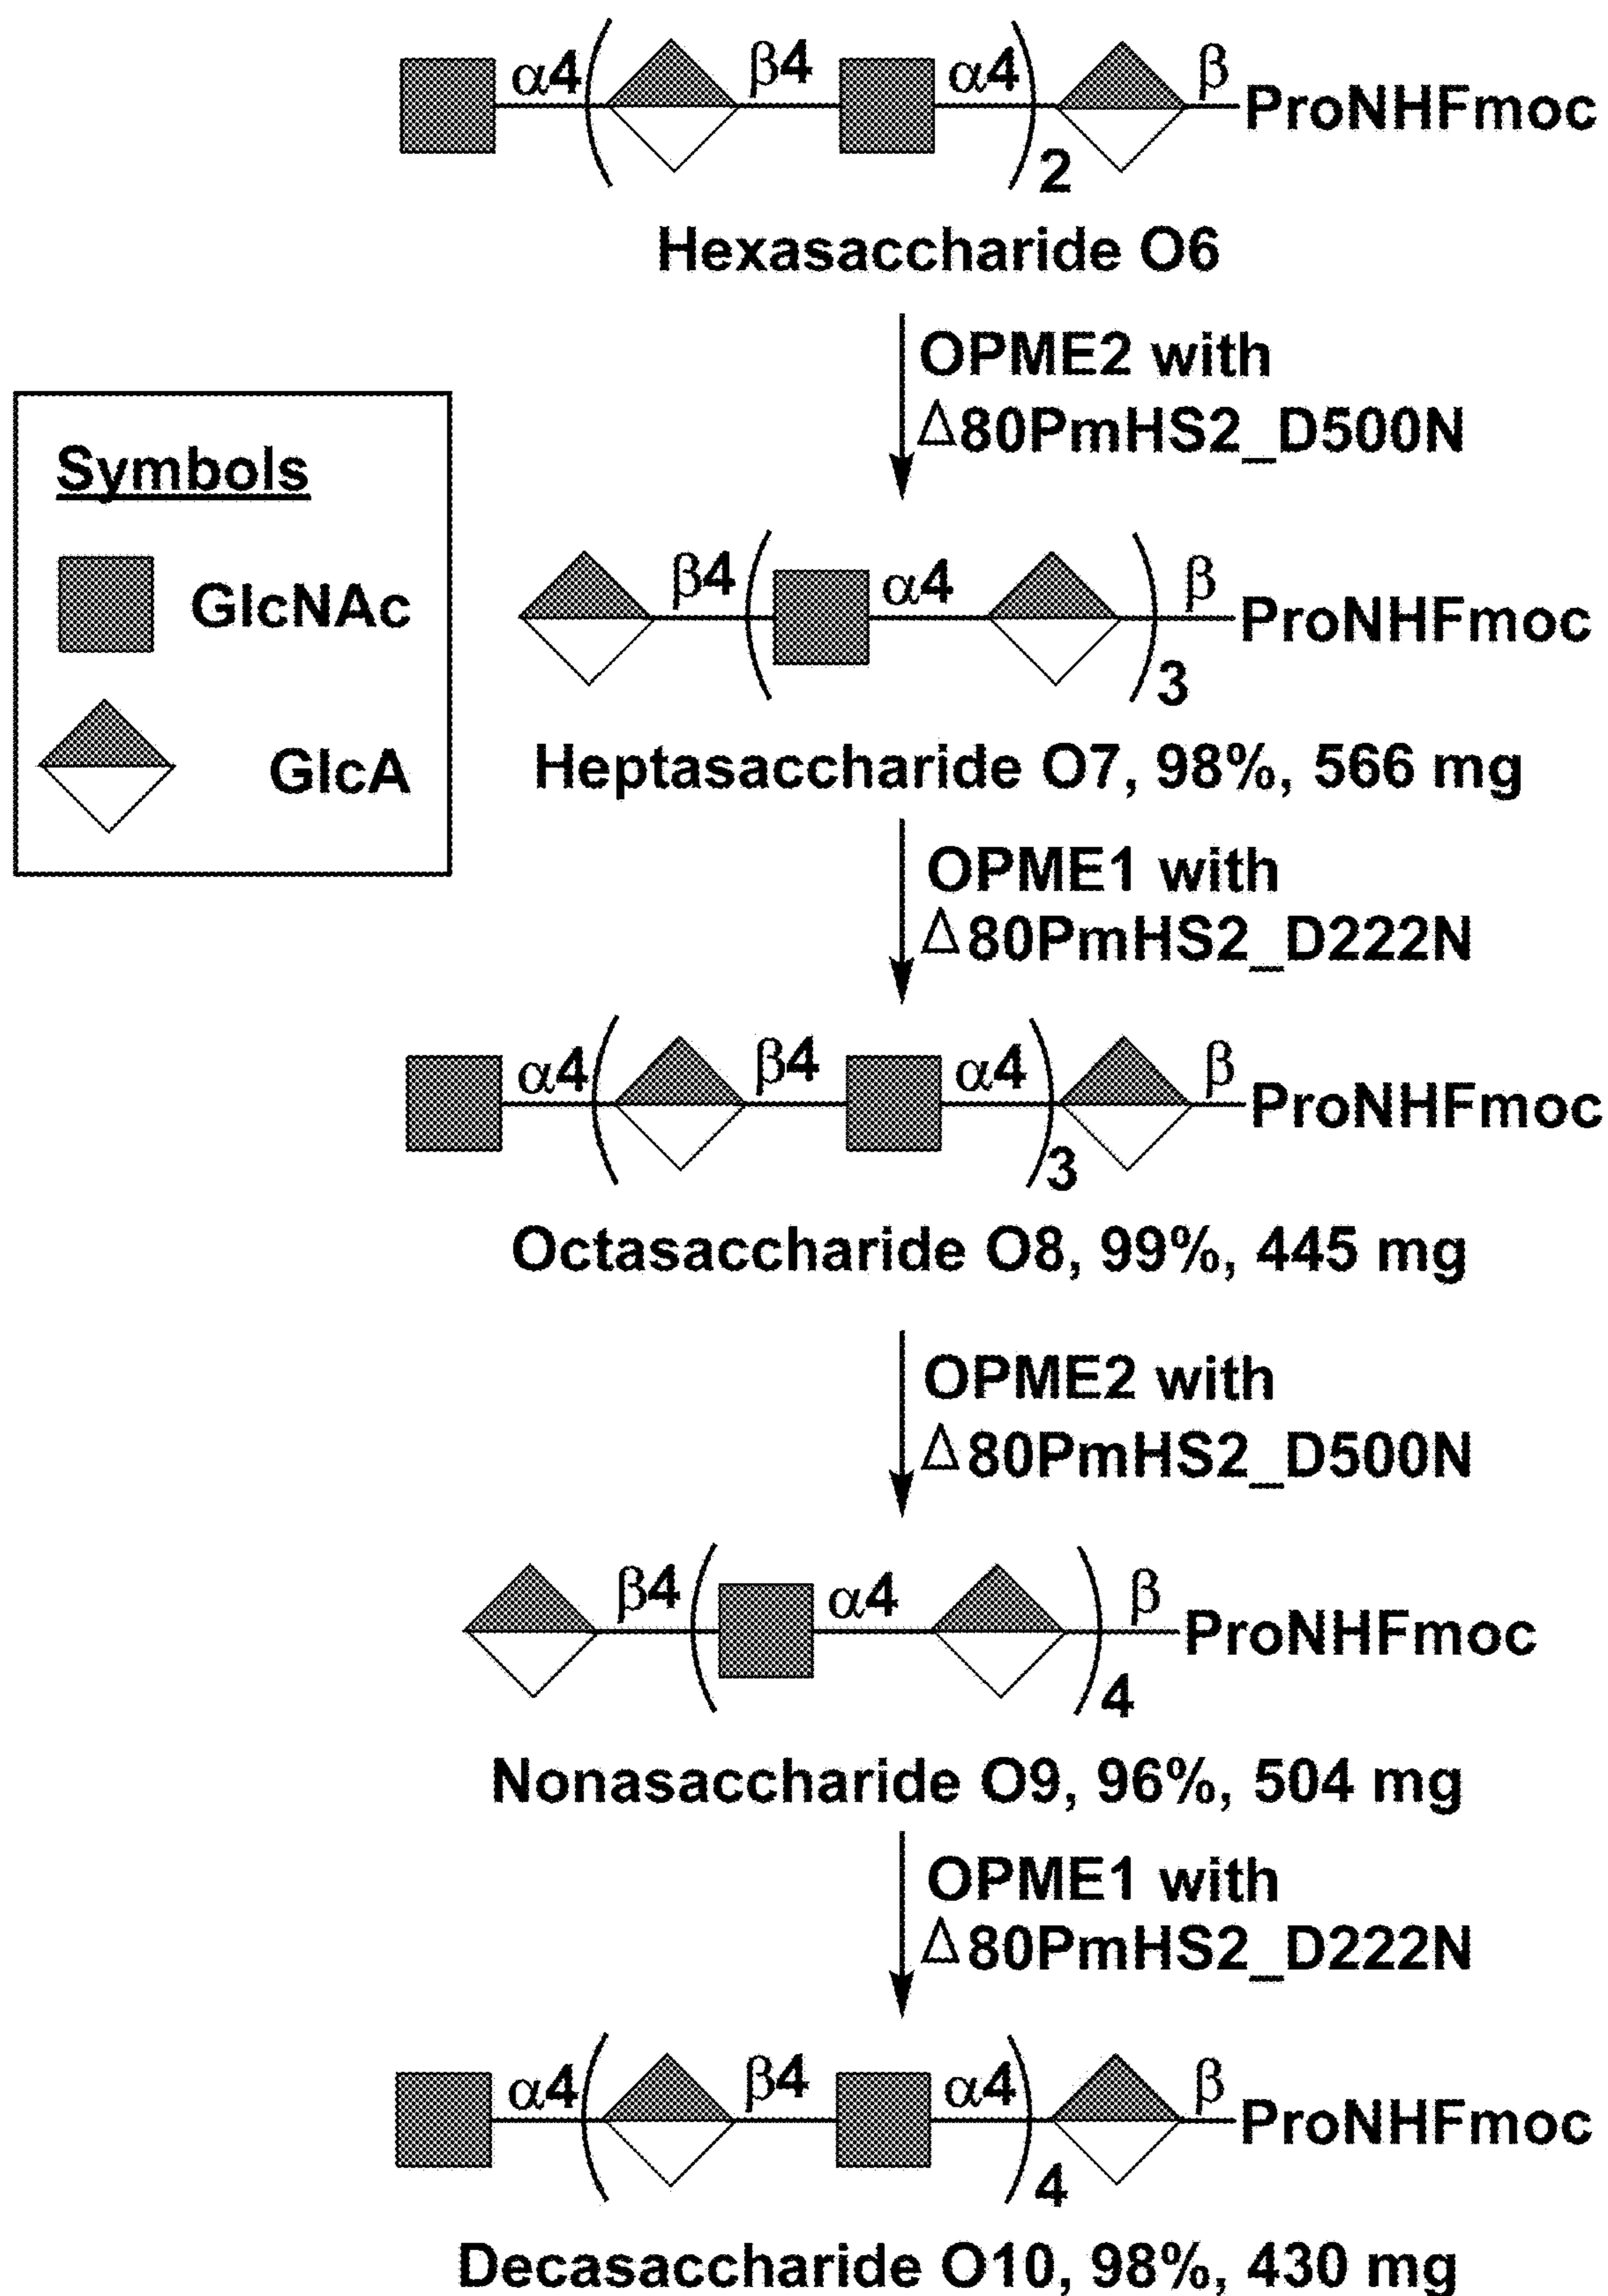 α4 β4 α4 β
ProNHFmoc
2
Hexasaccharide O6
OPME2 with
Δ80PmHS2_D500N
Symbols
GlcNAc
GlcA
β4 α4 β
ProNHFmoc
3
Heptasaccharide O7, 98%, 566 mg
OPME1 with
Δ80PmHS2_D222N
α4 β4 α4 β
ProNHFmoc
3
Octasaccharide O8, 99%, 445 mg
OPME2 with
Δ80PmHS2_D500N
β4 α4 β
ProNHFmoc
4
Nonasaccharide O9, 96%, 504 mg
OPME1 with
Δ80PmHS2_D222N
α4 β4 α4 β
ProNHFmoc
4
Decasaccharide O10, 98%, 430 mg